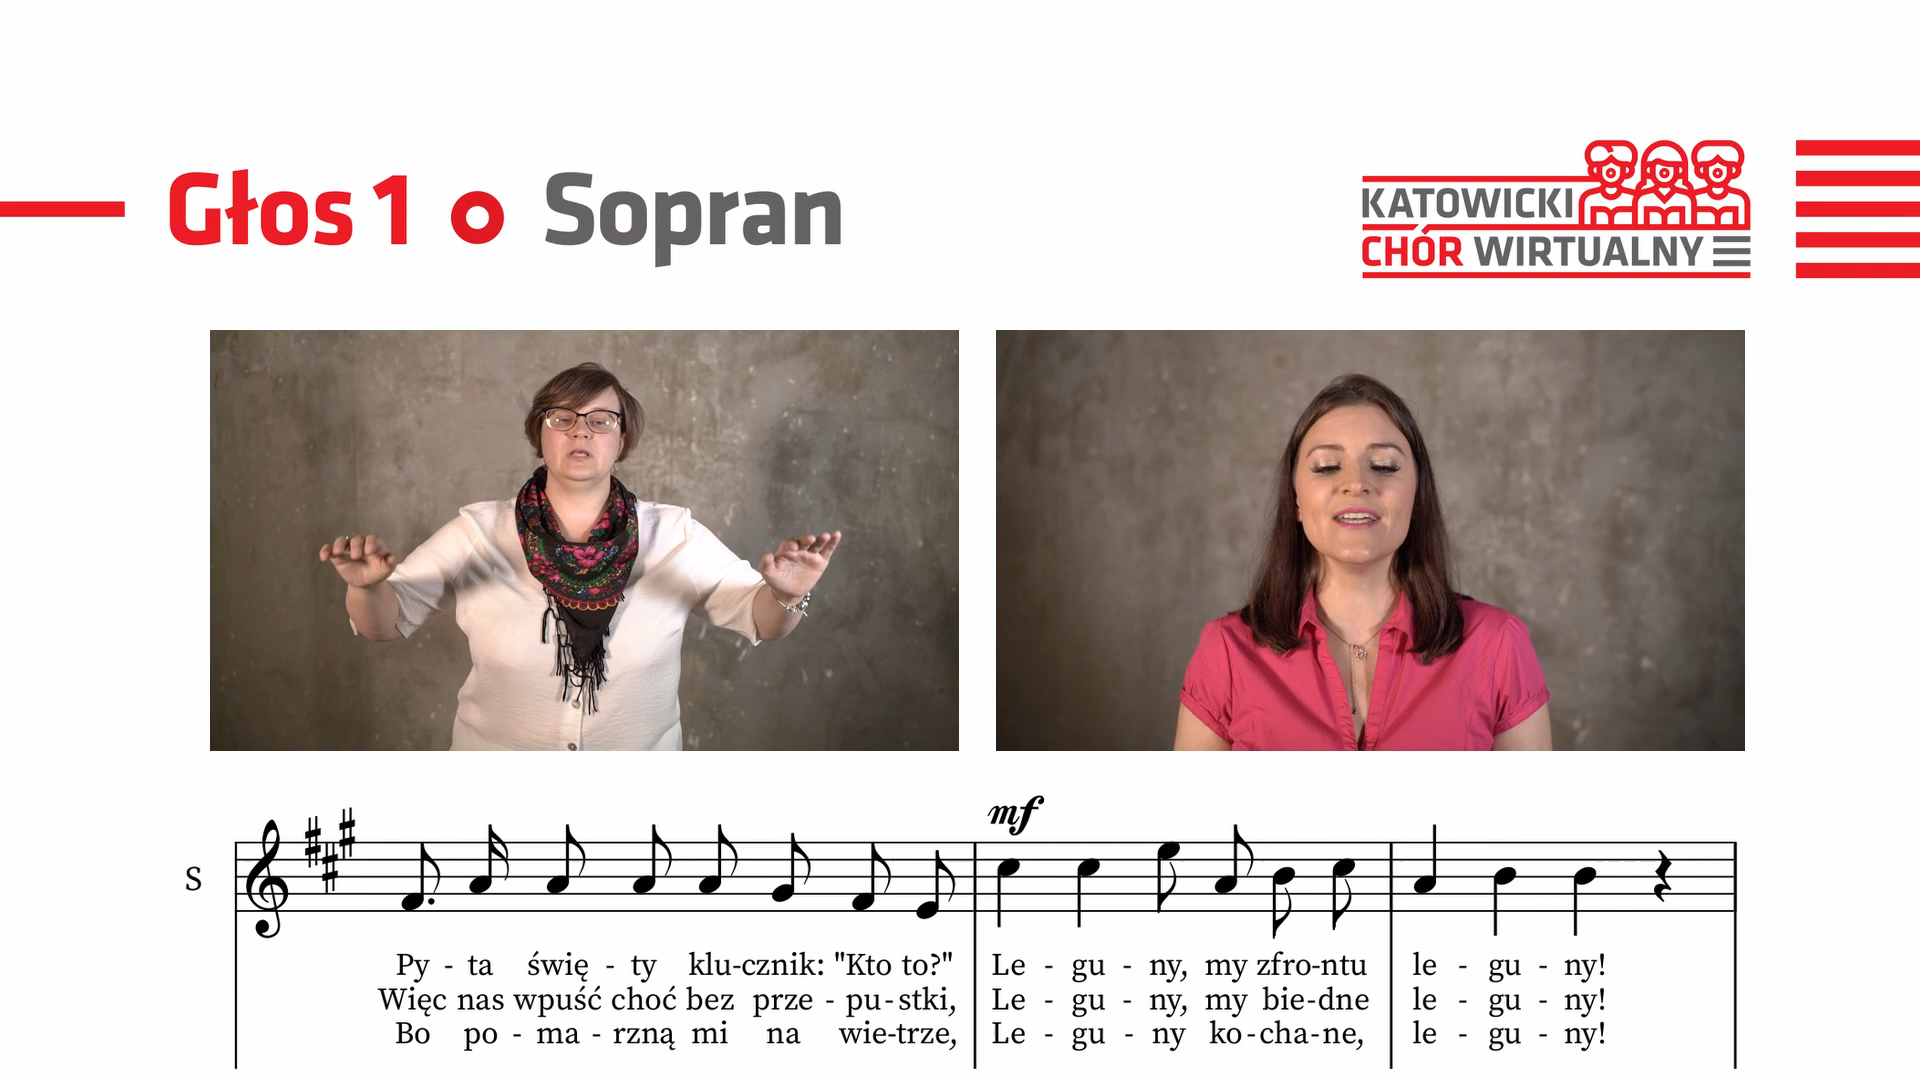 Głos 1 o Sopran
KATOWICKI
CHÓR WIRTUALNY
mf
S
Py - ta świę - ty klu-cznik: "Kto to?" Le - gu - ny, my zfro-ntu le - gu - ny!
Więc nas wpuść choć bez prze - pu-stki, Le - gu - ny, my bie-dne le - gu - ny!
Bo po - ma - rzną mi na wie-trze, Le - gu - ny ko-cha-ne, le - gu - ny!